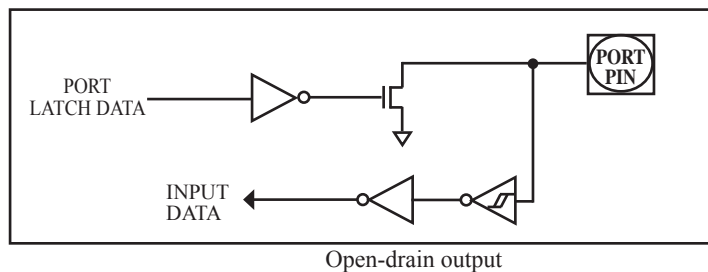 PORT
LATCH DATA
PORT
PIN
INPUT
DATA
Open-drain output